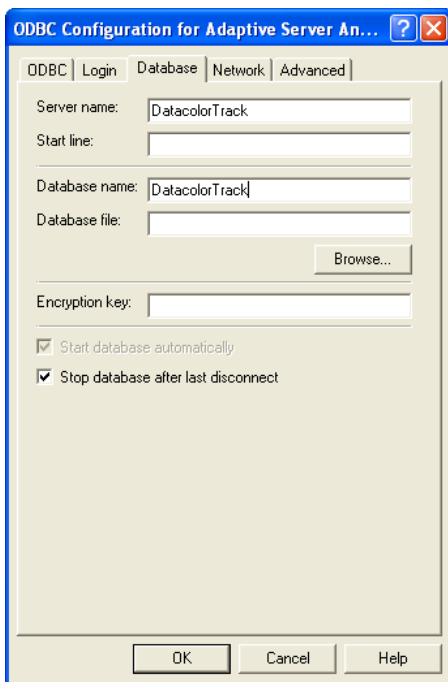 ODBC Configuration for Adaptive Server An...
ODBC Login Database Network Advanced
Server name: DatacolorTrack
Start line:
Database name: DatacolorTrack
Database file:
Browse...
Encryption key:
Start database automatically
Stop database after last disconnect
OK Cancel Help